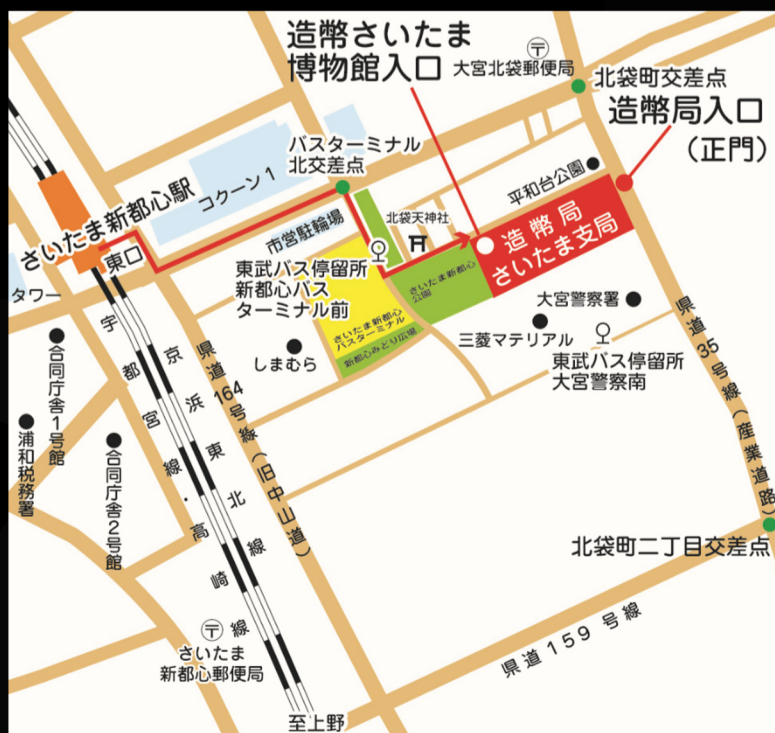 造幣さいたま
博物館入口
〒
大宮北袋郵便局
北袋町交差点
造幣局入口
(正門)
バスターミナル
北交差点
コクーン1
平和台公園
さいたま新都心駅
東口
市営駐輪場
北袋天神社
造幣局
さいたま支局
タワー
東武バス停留所
新都心バス
ターミナル前
さいたま新都心
公園
大宮警察署
さいたま新都心
バスターミナル
三菱マテリアル
しまむら
新都心みどり広場
東武バス停留所
大宮警察南
合同庁舎1号館
浦和税務署
合同庁舎2号館
宇都宮線・高崎線
京浜東北線
県道164号線(旧中山道)
県道35号線(産業道路)
北袋町二丁目交差点
〒
さいたま
新都心郵便局
県道159号線
至上野